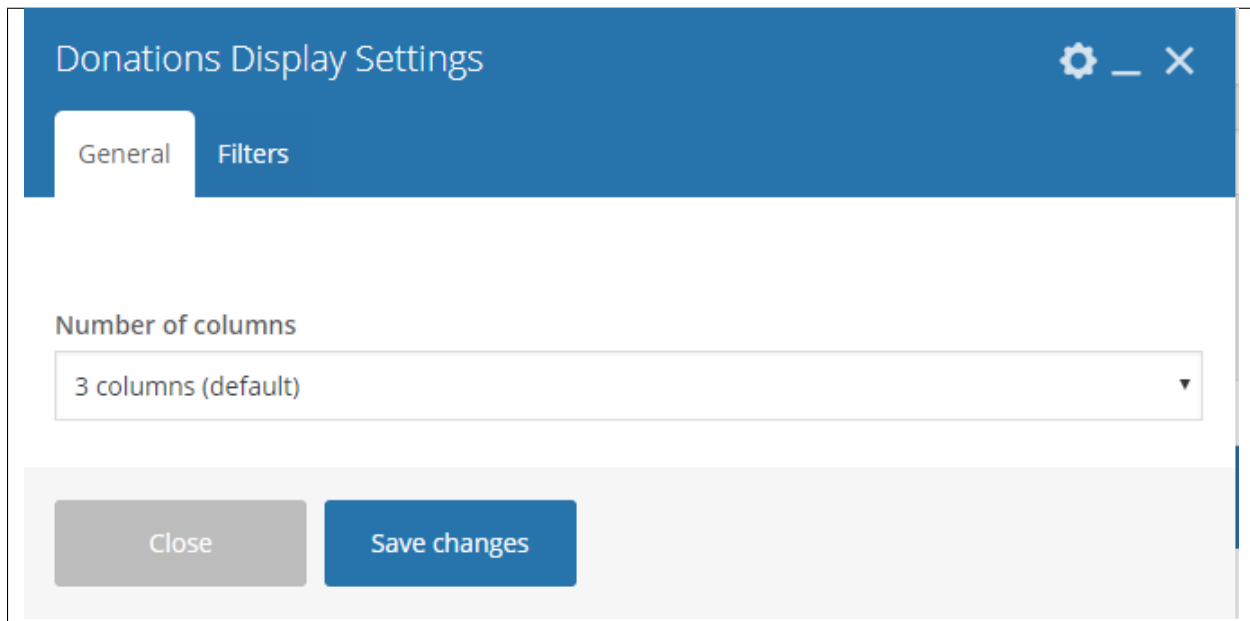 Donations Display Settings
General Filters
Number of columns
3 columns (default)
Close Save changes